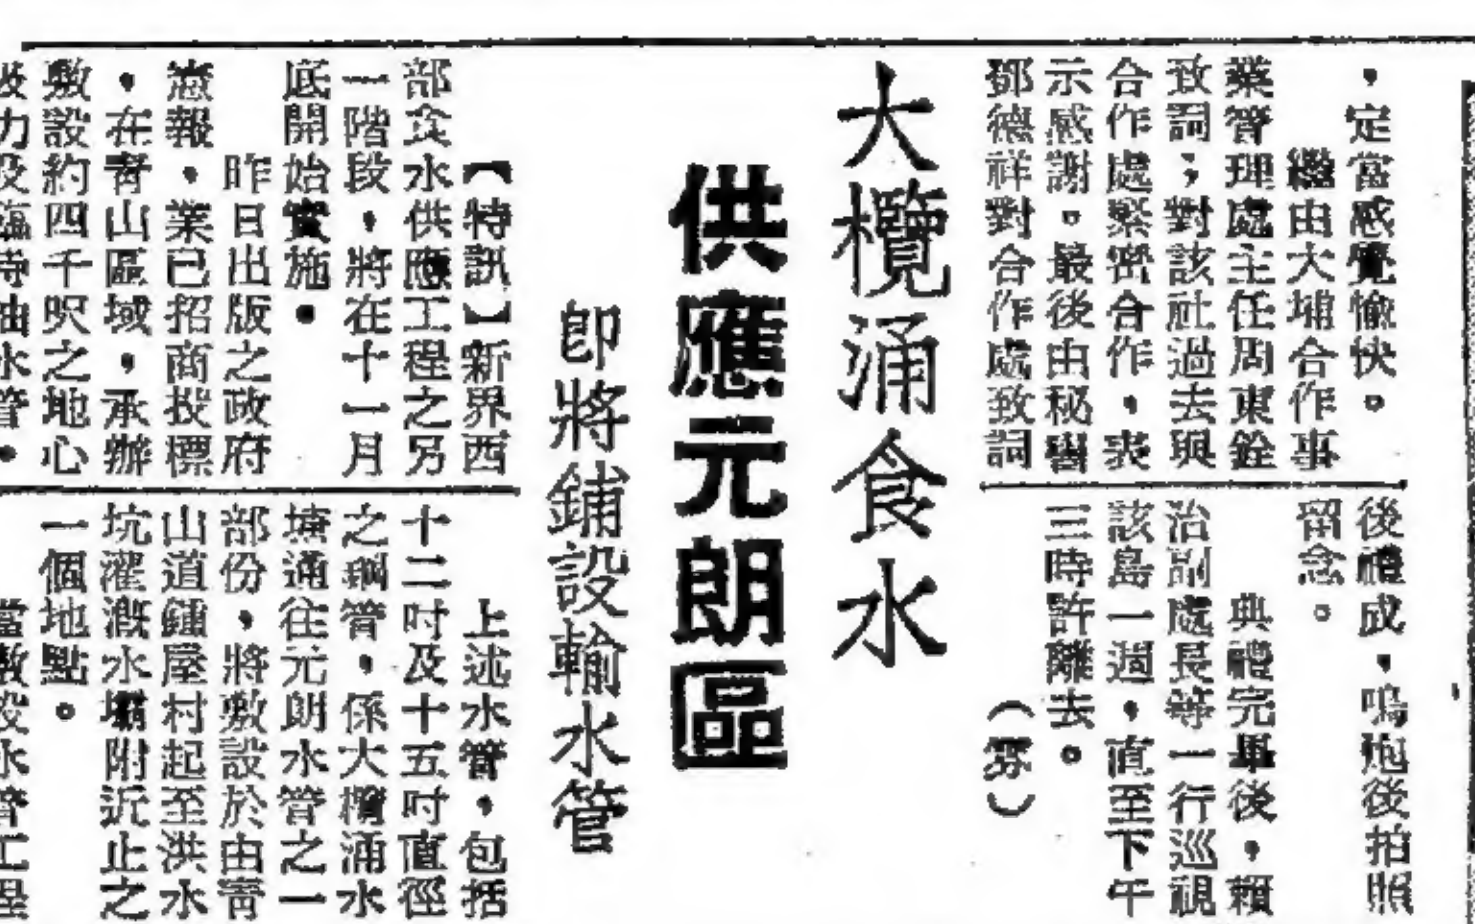 ，定當感覺愉快。
繼由大埔合作事
業管理處主任周東銓
致詞；對該社過去與
合作處緊密合作，表
示感謝。最後由秘書
鄧德祥對合作處致詞
後禮成，鳴炮後拍照
留念。
典禮完畢後，賴
治副處長等一行巡視
該島一週，直至下午
三時許離去。
（雰）
大欖涌食水
供應元朗區
即將鋪設輸水管
【特訊】新界西
部食水供應工程之另
一階段，將在十一月
底開始實施。
昨日出版之政府
憲報，業已招商投標
，在青山區域，承辦
敷設約四千呎之地心
吸力及臨時抽水管。
上述水管，包括
十二吋及十五吋直徑
之鋼管，係大欖涌水
塘通往元朗水管之一
部份，將敷設於由青
山道鍾屋村起至洪水
坑灌溉水壩附近止之
一個地點。
當敷設水管工程